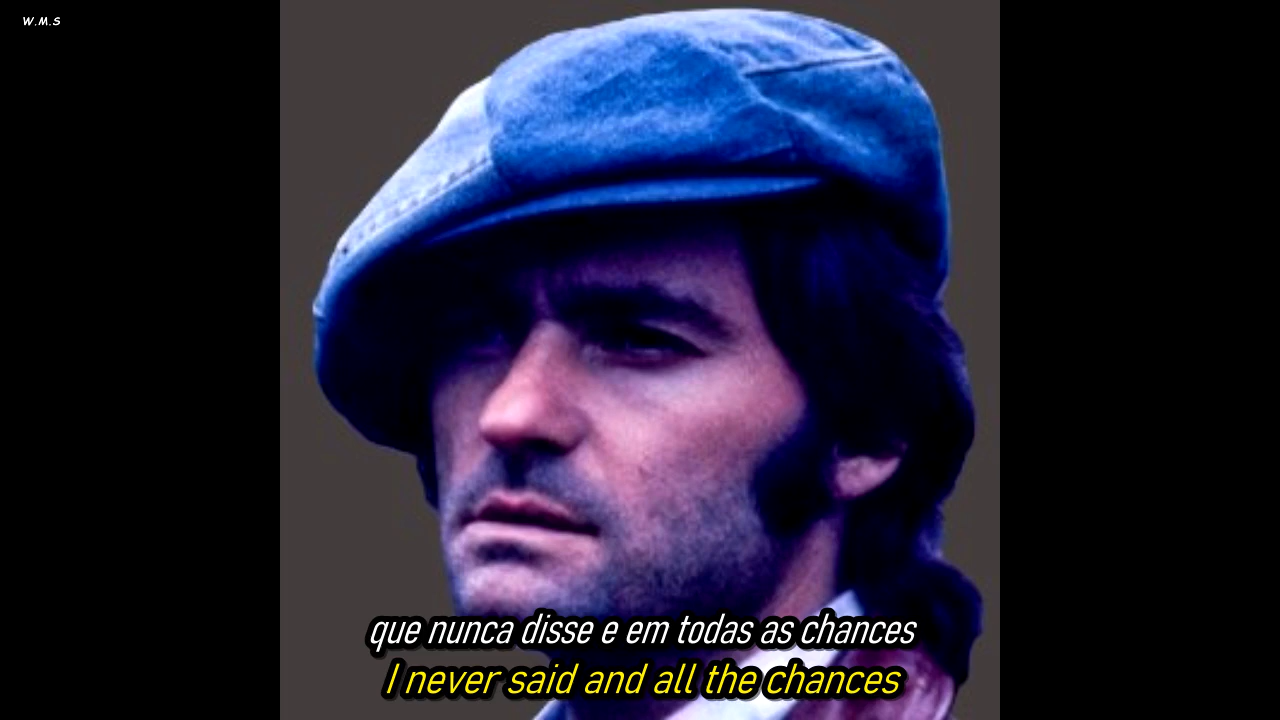 W.M.S
que nunca disse e em todas as chances
I never said and all the chances